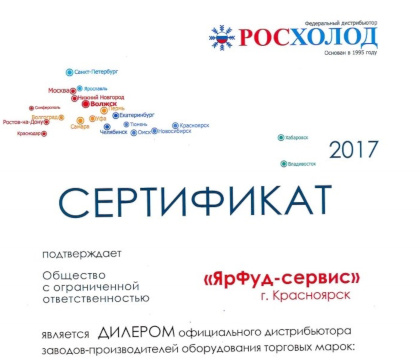 Федеральный дистрибьютор
РОСХОЛОД
Основан в 1995 году
Санкт-Петербург
Москва
Ярославль
Нижний Новгород
Волжск
Симферополь
Волгоград
Пермь
Ростов-на-Дону
Уфа
Екатеринбург
Самара
Тюмень
Красноярск
Краснодар
Челябинск
Омск
Новосибирск
Хабаровск
Владивосток
2017
СЕРТИФИКАТ
подтверждает
Общество
с ограниченной
ответственностью
«ЯрФуд-сервис»
г. Красноярск
является ДИЛЕРОМ официального дистрибьютора
заводов-производителей оборудования торговых марок: